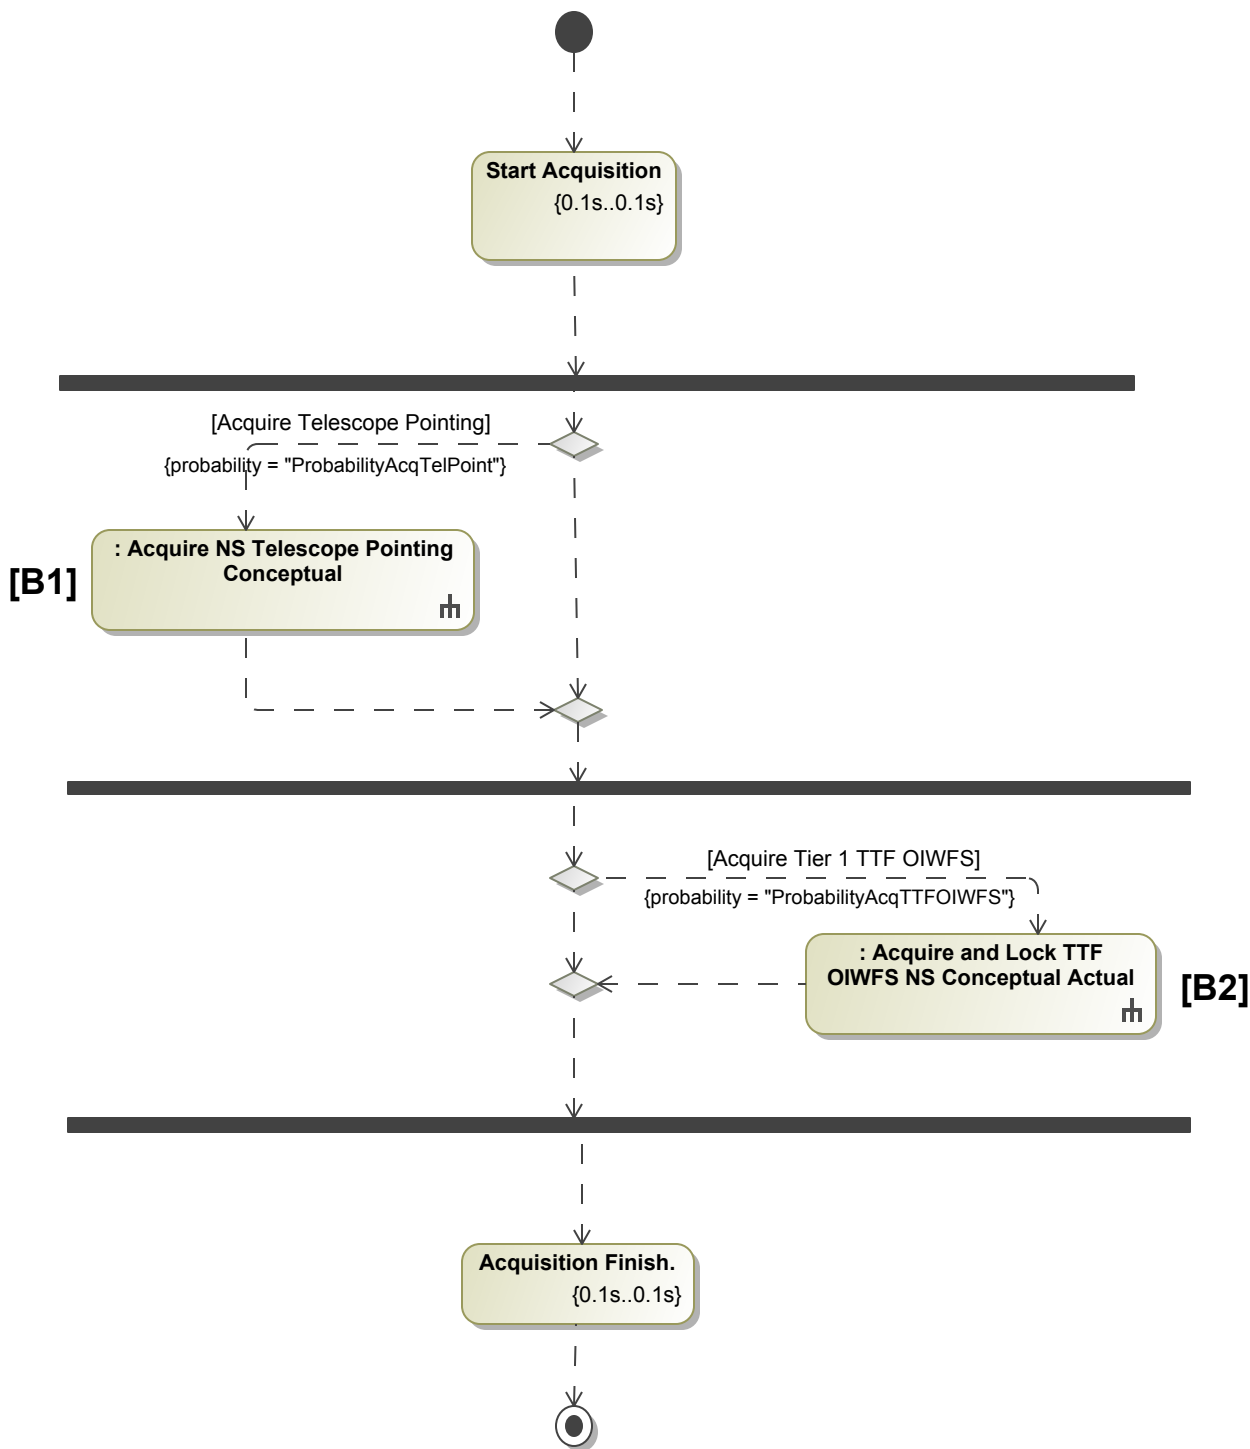 Start Acquisition
{0.1s..0.1s}
[Acquire Telescope Pointing]
{probability = "ProbabilityAcqTelPoint"}
[B1]
: Acquire NS Telescope Pointing
Conceptual
[Acquire Tier 1 TTF OIWFS]
{probability = "ProbabilityAcqTTFOIWFS"}
: Acquire and Lock TTF
OIWFS NS Conceptual Actual
[B2]
Acquisition Finish.
{0.1s..0.1s}